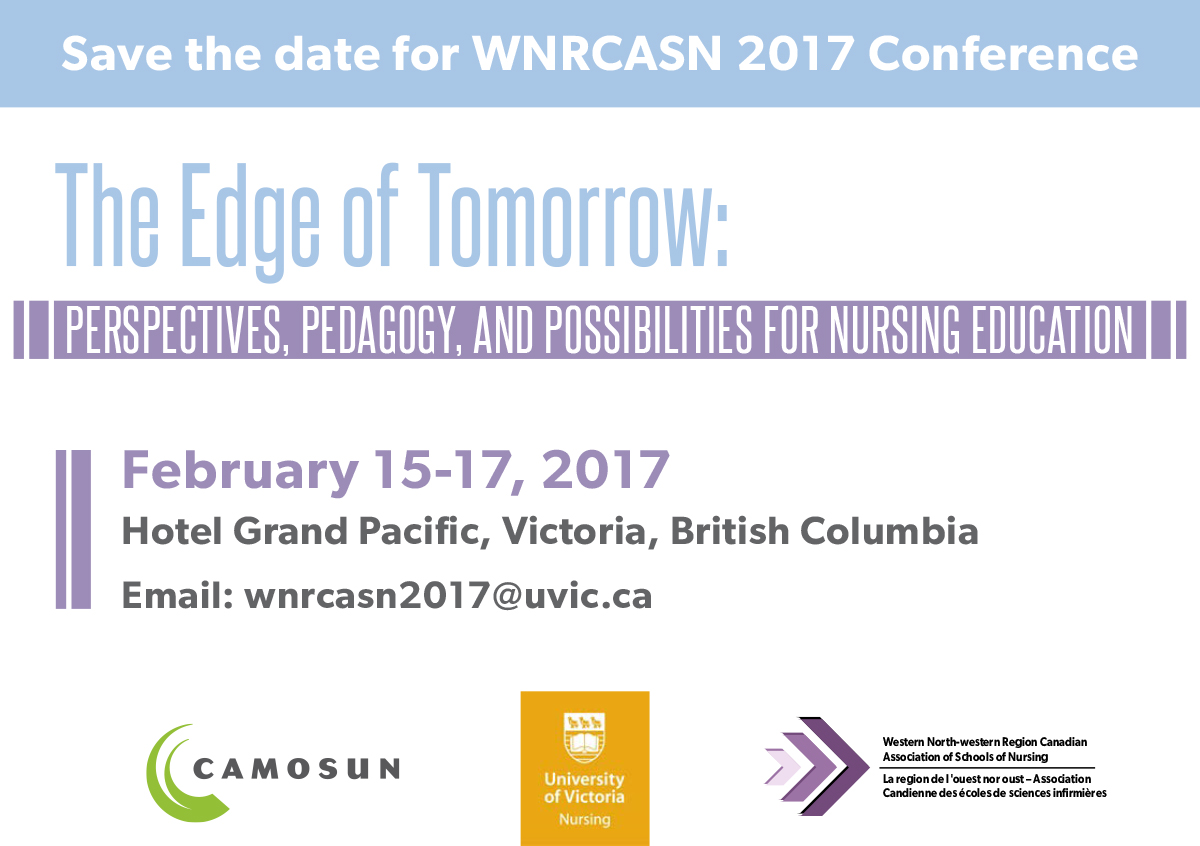 Save the date for WNRCASN 2017 Conference
The Edge of Tomorrow:
PERSPECTIVES, PEDAGOGY, AND POSSIBILITIES FOR NURSING EDUCATION
February 15-17, 2017
Hotel Grand Pacific, Victoria, British Columbia
Email: wnrcasn2017@uvic.ca
CAMOSUN
University
of Victoria
Nursing
Western North-western Region Canadian
Association of Schools of Nursing
La region de l'ouest nor oust – Association
Candienne des écoles de sciences infirmières